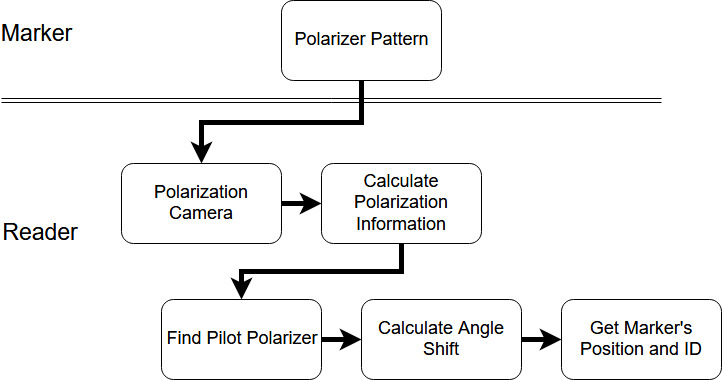 Marker
Polarizer Pattern
Polarization
Camera
Calculate
Polarization
Information
Reader
Find Pilot Polarizer
Calculate Angle
Shift
Get Marker's
Position and ID